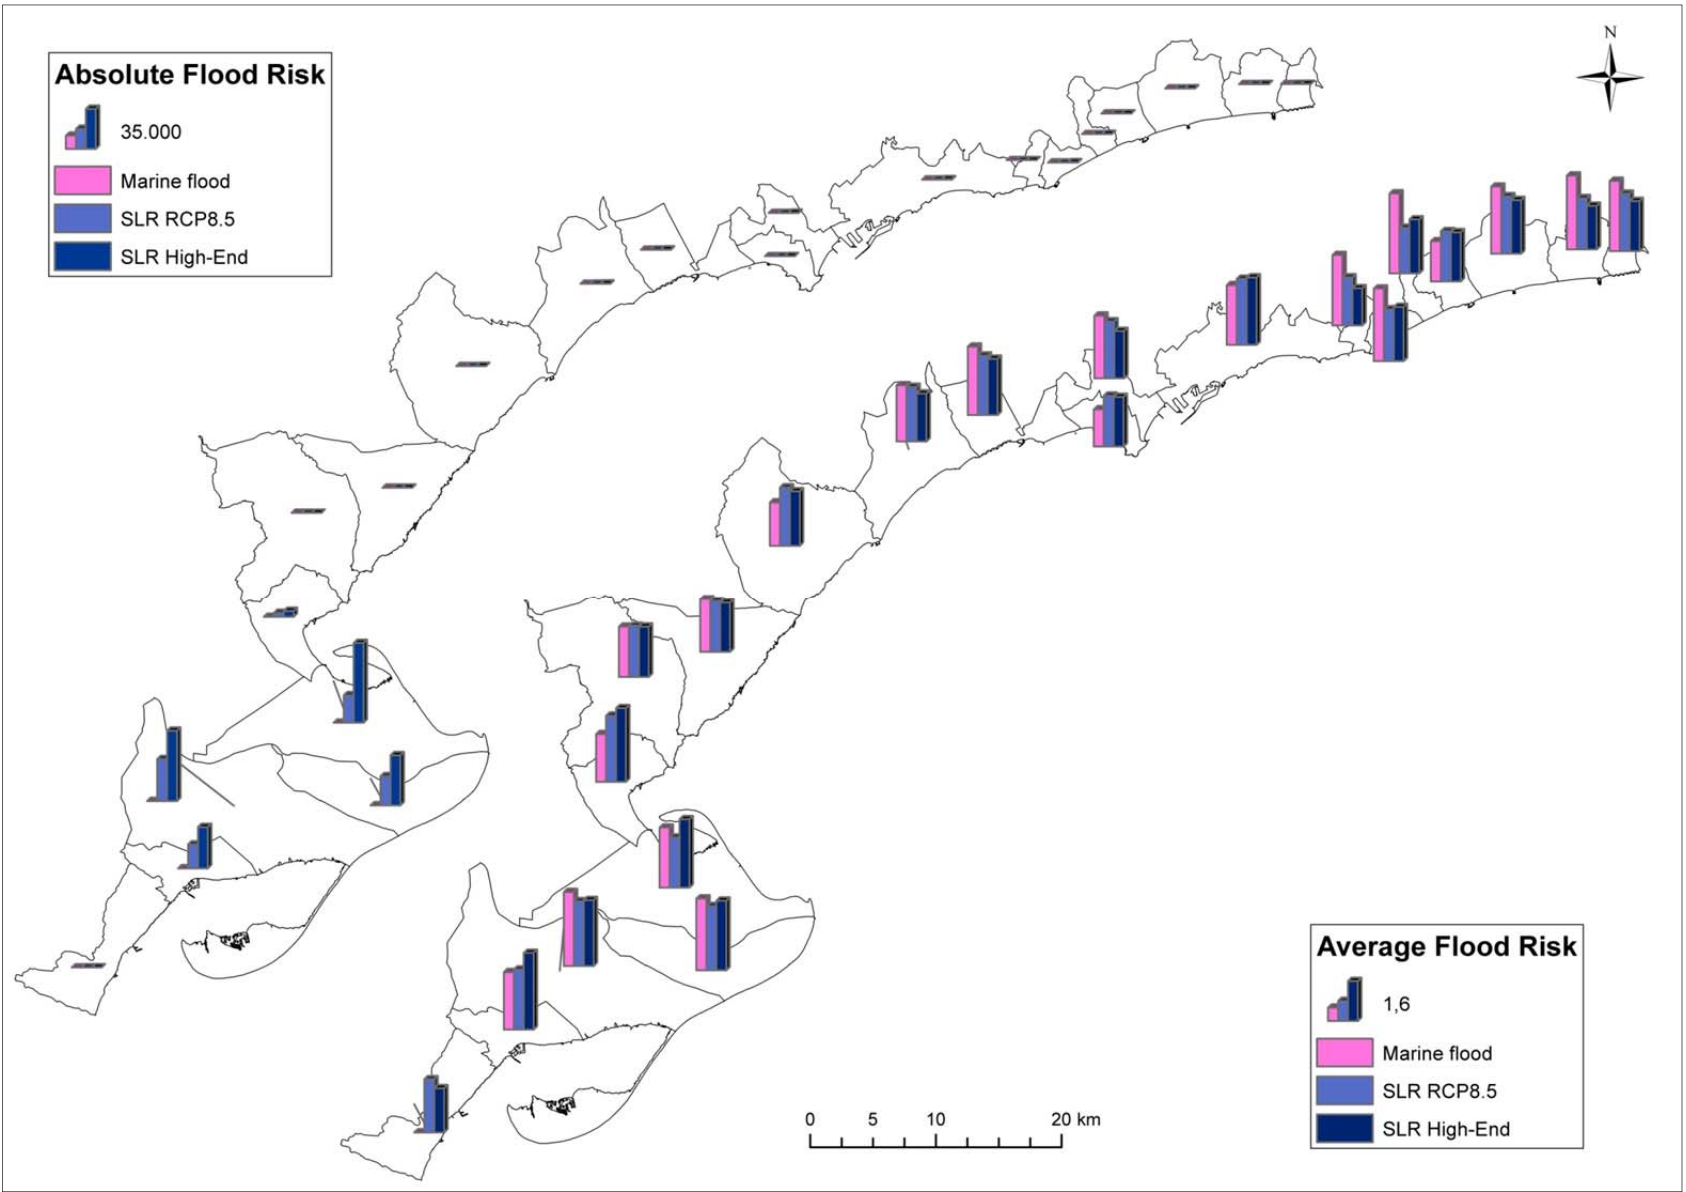 Absolute Flood Risk
35.000
Marine flood
SLR RCP8.5
SLR High-End
N
Average Flood Risk
1,6
Marine flood
SLR RCP8.5
SLR High-End
0 5 10 20 km